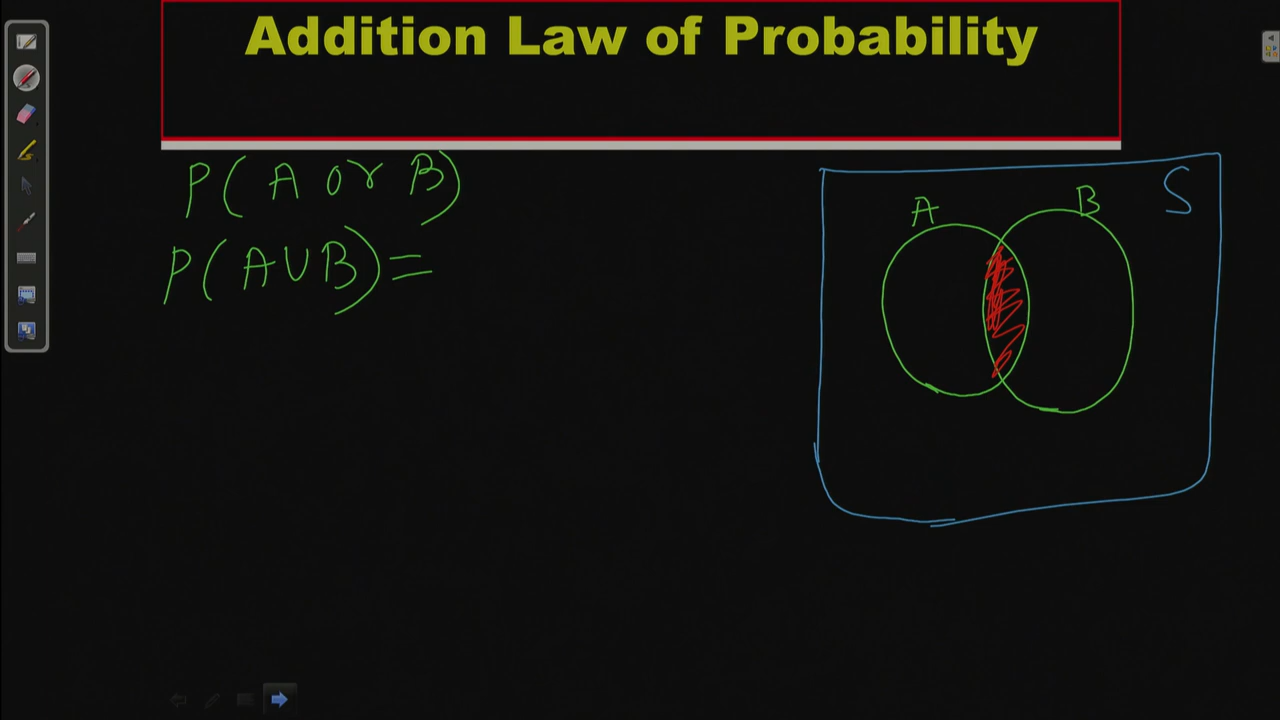 Addition Law of Probability
P(A or B)
P(A∪B)=
A
B
S